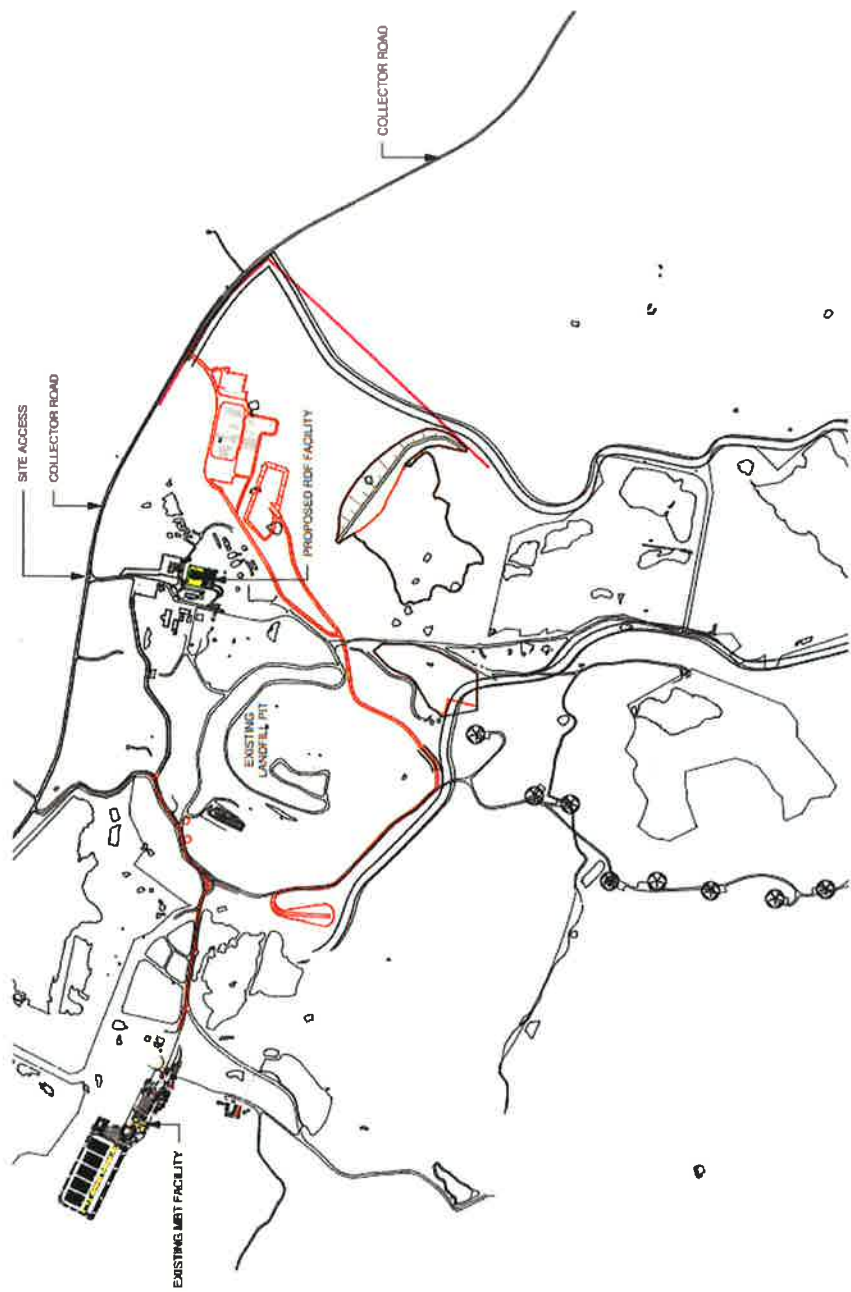 SITE ACCESS
COLLECTOR ROAD
COLLECTOR ROAD
PROPOSED RDF FACILITY
EXISTING
LANDFILL PIT
EXISTING MBT FACILITY